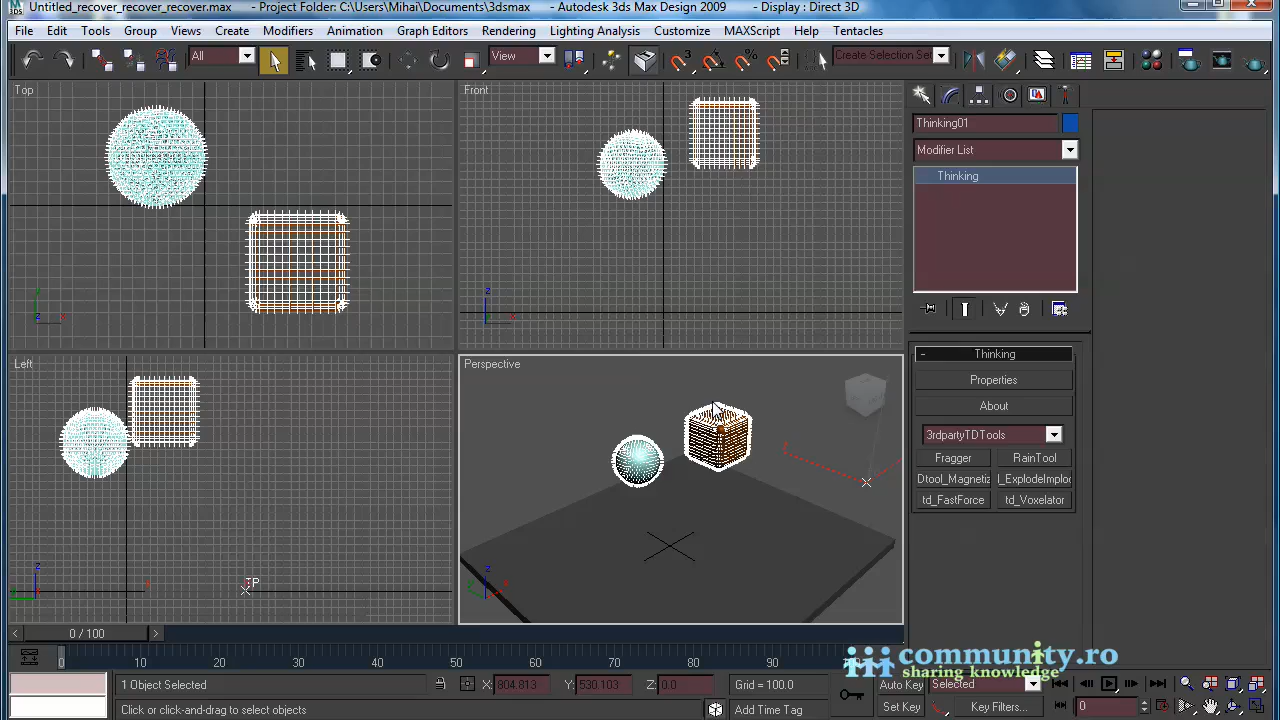 Untitled_recover_recover_recover.max - Project Folder: C:\Users\Mihai\Documents\3dsmax - Autodesk 3ds Max Design 2009 - Display : Direct 3D
File Edit Tools Group Views Create Modifiers Animation Graph Editors Rendering Lighting Analysis Customize MAXScript Help Tentacles
All View Create Selection Se
Top Front
Thinking01
Modifier List
Thinking
Left Perspective
- Thinking
Properties
About
3rdpartyTDTools
Fragger RainTool
Dtool_Magnetiz l_ExplodeImplo
td_FastForce td_Voxelator
TP
< 0 / 100 >
0 10 20 30 40 50 60 70 80 90
community.ro
sharing knowledge
1 Object Selected X: 804.813 Y: 530.103 Z: 0.0 Grid = 100.0 Auto Key Selected
Click or click-and-drag to select objects Add Time Tag Set Key Key Filters... 0